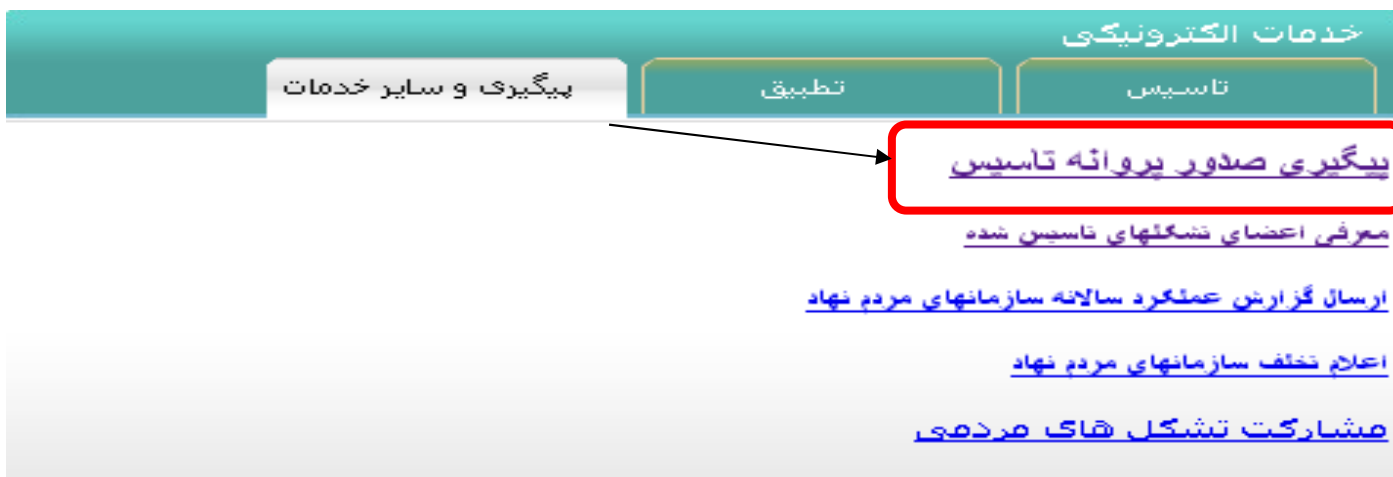 خدمات الکترونیکی
تاسیس	تطبیق	پیگیری و سایر خدمات
پیگیری صدور پروانه تاسیس
معرفی اعضای تشکلهای تاسیس شده
ارسال گزارش عملکرد سالانه سازمانهای مردم نهاد
اعلام تخلف سازمانهای مردم نهاد
مشارکت تشکل های مردمی